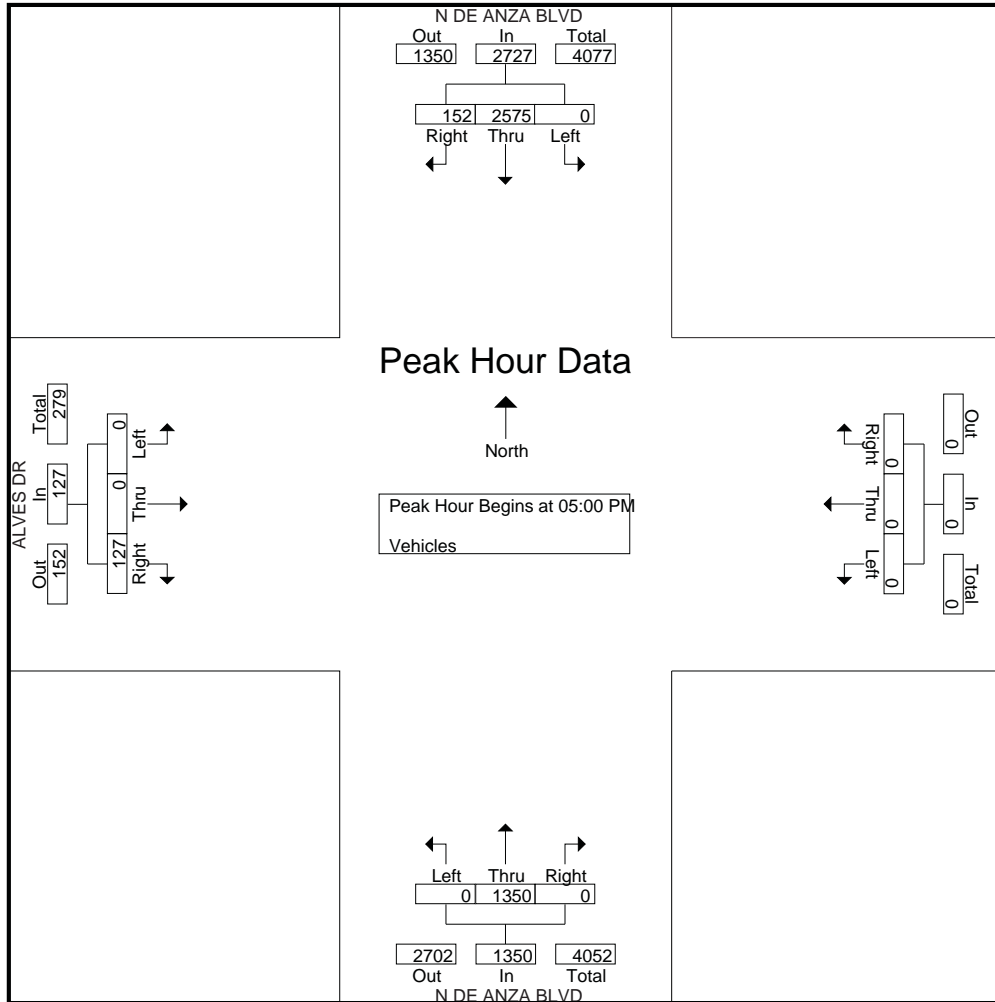 N DE ANZA BLVD
Out In Total
1350 2727 4077
152 2575 0
Right Thru Left
Peak Hour Data
North
Peak Hour Begins at 05:00 PM
Vehicles
ALVES DR
Out In Total
152 127 279
127 0 0
Right Thru Left
Out In Total
0 0 0
0 0 0
Right Thru Left
Left Thru Right
0 1350 0
2702 1350 4052
Out In Total
N DE ANZA BLVD